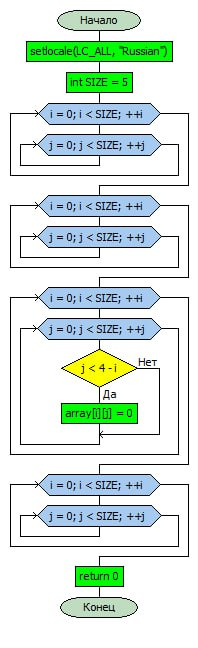 Начало
setlocale(LC_ALL, "Russian")
int SIZE = 5
i = 0; i < SIZE; ++i
j = 0; j < SIZE; ++j
i = 0; i < SIZE; ++i
j = 0; j < SIZE; ++j
i = 0; i < SIZE; ++i
j = 0; j < SIZE; ++j
j < 4 - i
Нет
Да
array[i][j] = 0
i = 0; i < SIZE; ++i
j = 0; j < SIZE; ++j
return 0
Конец